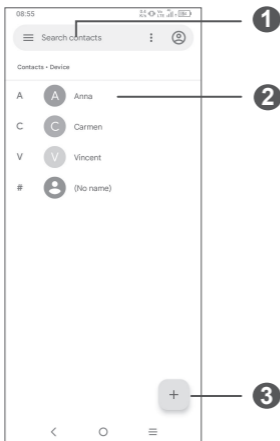 08:55
1
Search contacts
Contacts • Device
2
A A Anna
C C Carmen
V V Vincent
# (No name)
+
3